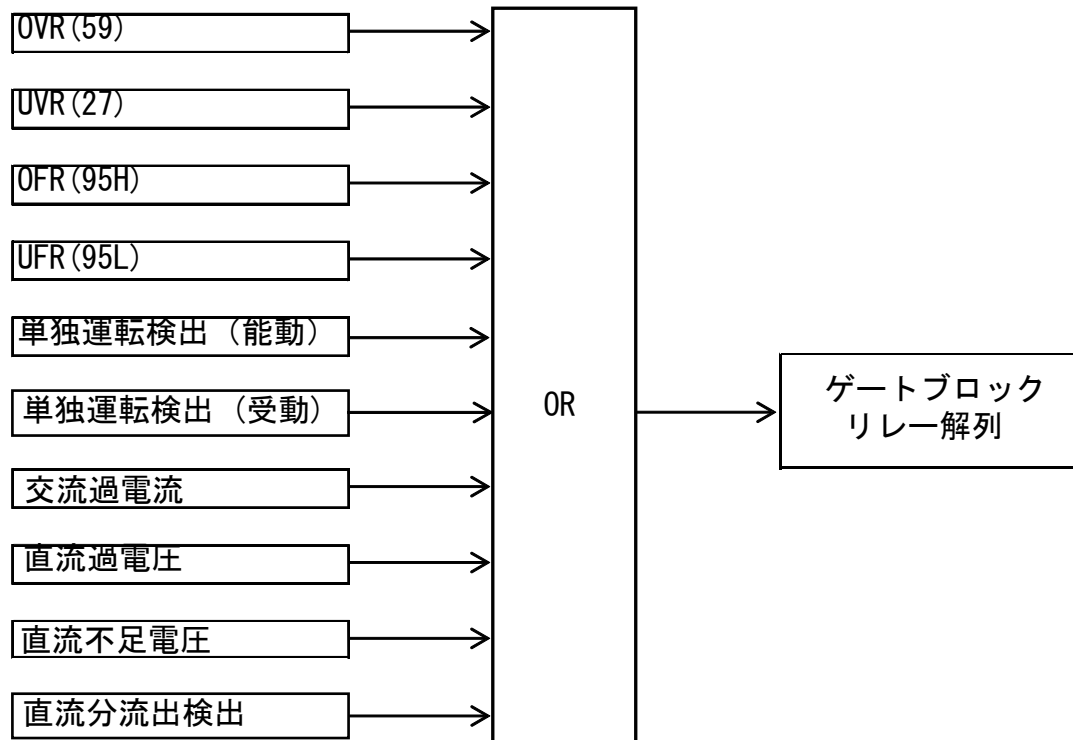 OVR(59)
UVR(27)
OFR(95H)
UFR(95L)
単独運転検出（能動）
単独運転検出（受動）
交流過電流
直流過電圧
直流不足電圧
直流分流出検出
OR
ゲートブロック
リレー解列